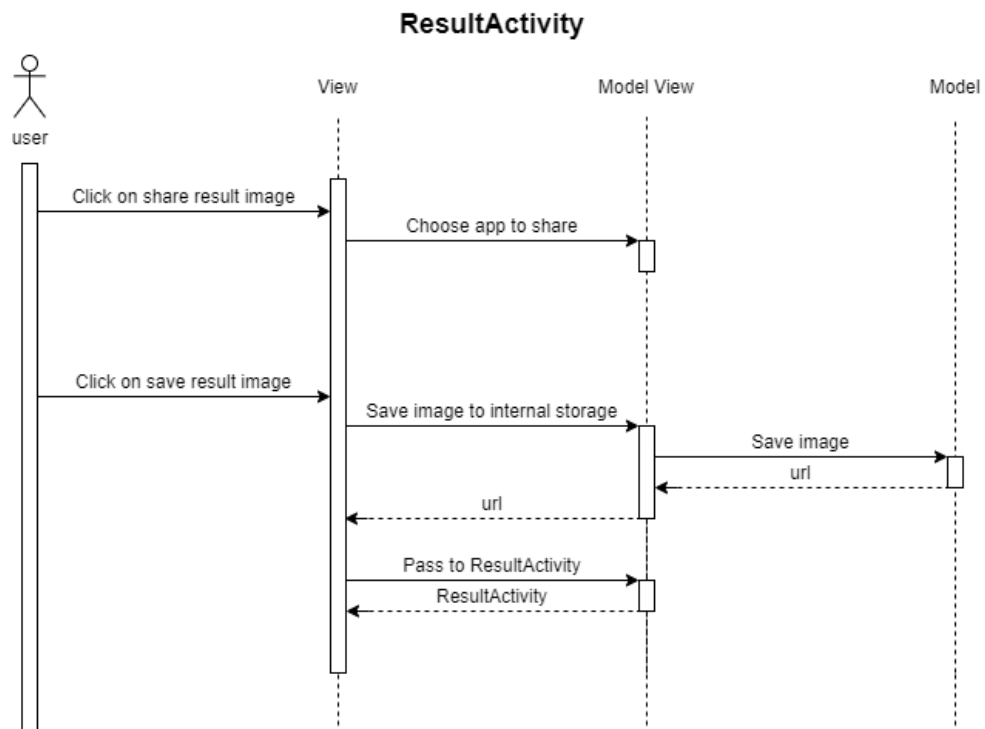 ResultActivity
View
Model View
Model
user
Click on share result image
Choose app to share
Click on save result image
Save image to internal storage
Save image
url
url
Pass to ResultActivity
ResultActivity